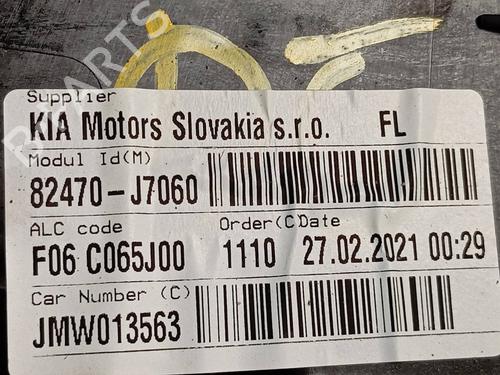 B-PARTS
Supplier
KIA Motors Slovakia s.r.o. FL
Modul Id(M)
82470-J7060
ALC code Order(C) Date
F06 C065J00 1110 27.02.2021 00:29
Car Number (C)
JMW013563